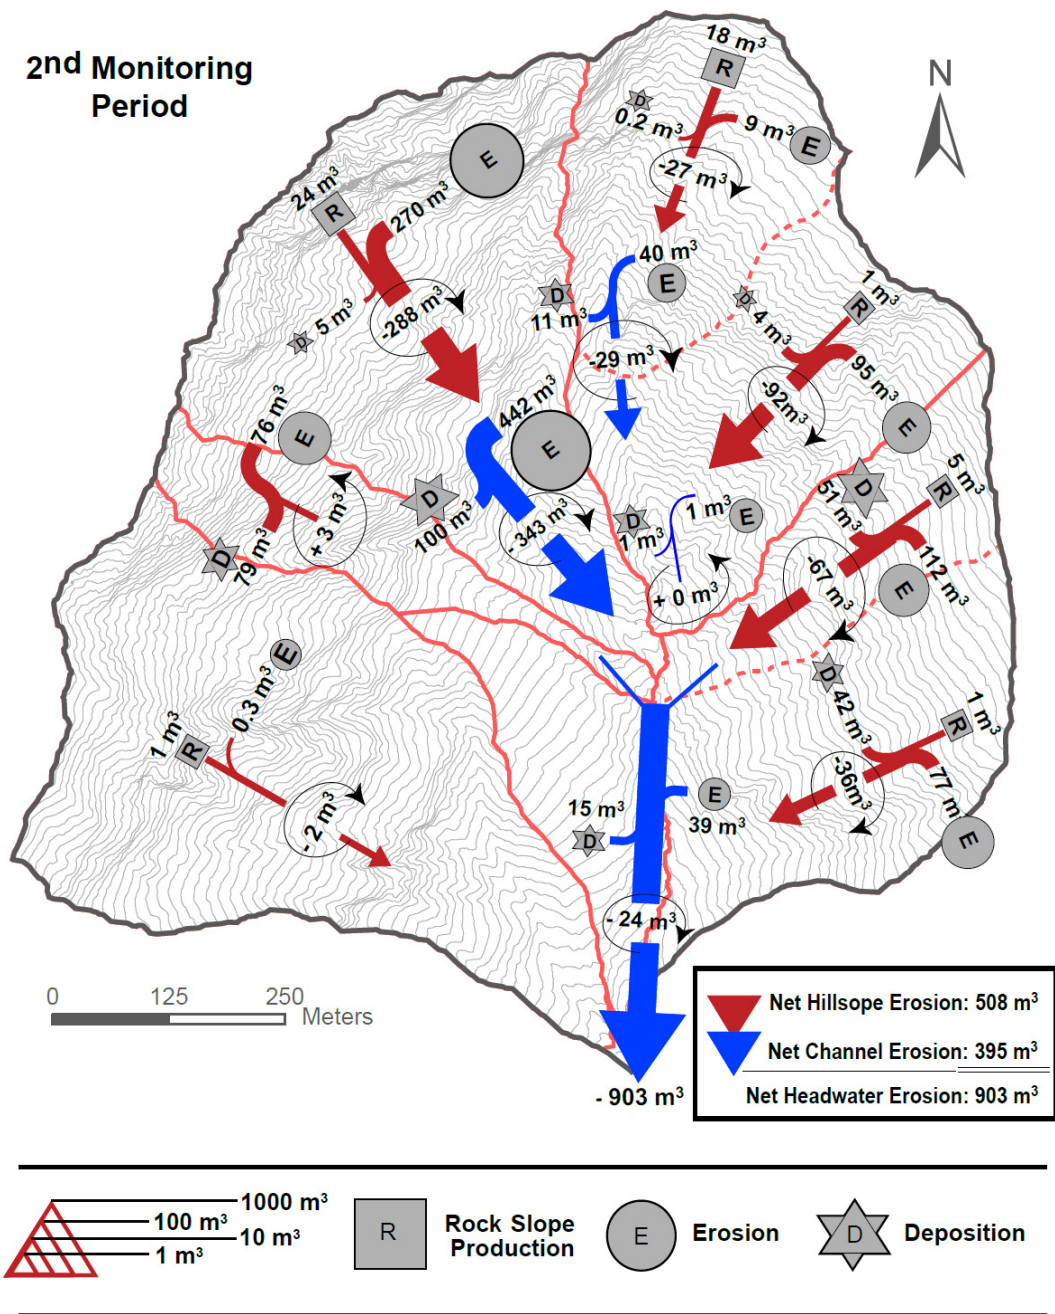 2nd Monitoring
Period
N
18 m³
R
D
0.2 m³
9 m³
E
-27 m³
E
24 m³
R
270 m³
5 m³
D
-288 m³
40 m³
E
D
11 m³
-29 m³
D
4 m³
1 m³
R
95 m³
E
-92m³
76 m³
E
+ 3 m³
79 m³
D
442 m³
E
D
100 m³
- 343 m³
D
1 m³
1 m³
E
+ 0 m³
D
51 m³
5 m³
R
112 m³
E
-67m³
E
0.3 m³
1 m³
R
- 2 m³
D
42 m³
1 m³
R
77 m³
E
-36m³
15 m³
D
E
39 m³
- 24 m³
0 125 250
Meters
- 903 m³
Net Hillsope Erosion: 508 m³
Net Channel Erosion: 395 m³
Net Headwater Erosion: 903 m³
1000 m³
100 m³
10 m³
1 m³
R
Rock Slope
Production
E
Erosion
D
Deposition